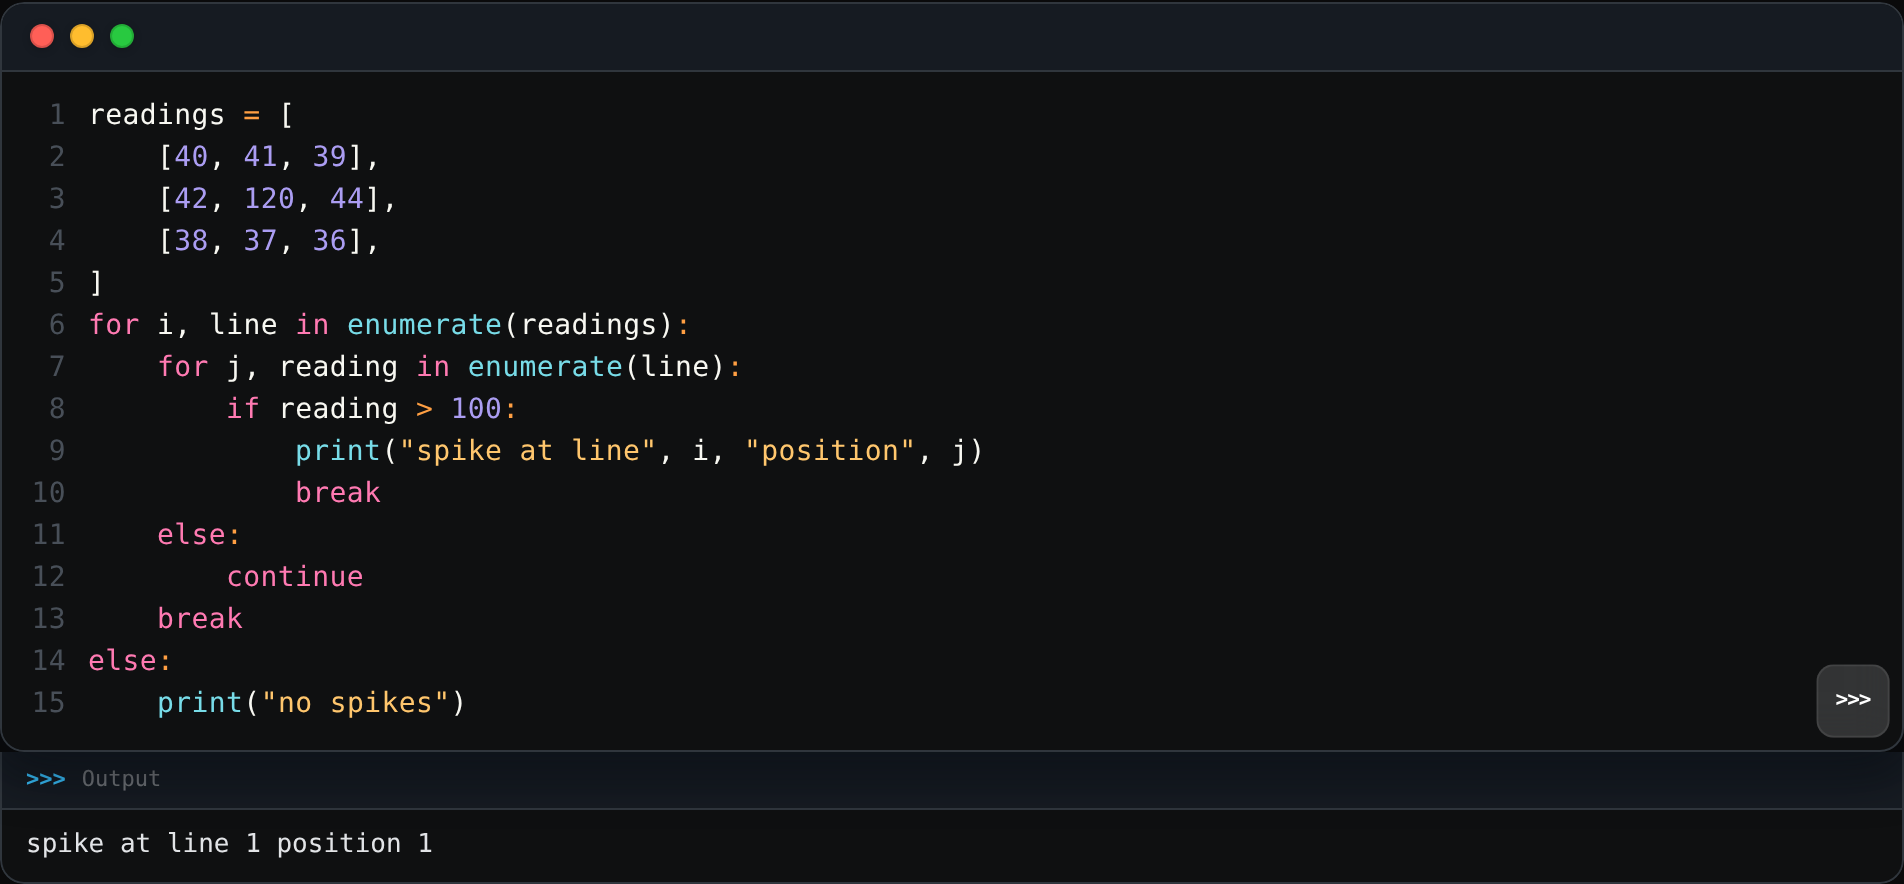 1 readings = [
2     [40, 41, 39],
3     [42, 120, 44],
4     [38, 37, 36],
5 ]
6 for i, line in enumerate(readings):
7     for j, reading in enumerate(line):
8         if reading > 100:
9             print("spike at line", i, "position", j)
10             break
11     else:
12         continue
13     break
14 else:
15     print("no spikes")
>>>
>>> Output
spike at line 1 position 1